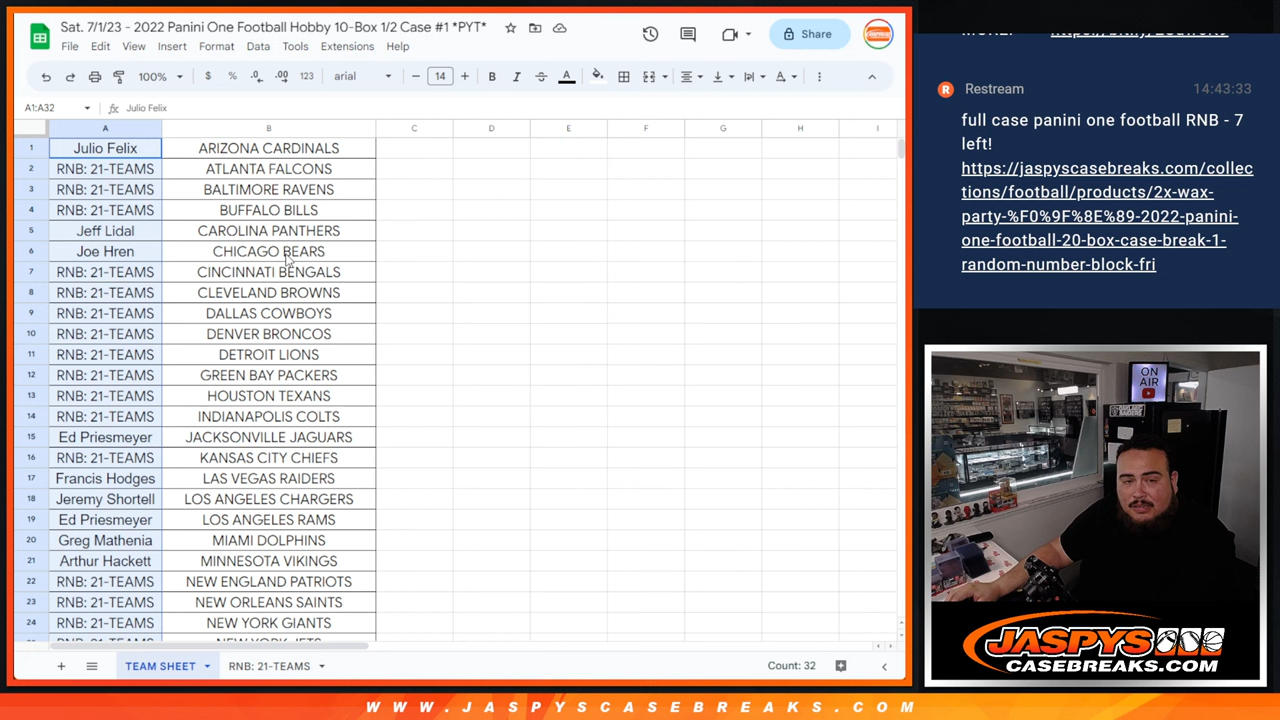 Sat. 7/1/23 - 2022 Panini One Football Hobby 10-Box 1/2 Case #1 *PYT*
File Edit View Insert Format Data Tools Extensions Help
Share
100% $ % .0 .00 123 arial 14 B I A
A1:A32 fx Julio Felix
A B C D E F G H I
1 Julio Felix ARIZONA CARDINALS
2 RNB: 21-TEAMS ATLANTA FALCONS
3 RNB: 21-TEAMS BALTIMORE RAVENS
4 RNB: 21-TEAMS BUFFALO BILLS
5 Jeff Lidal CAROLINA PANTHERS
6 Joe Hren CHICAGO BEARS
7 RNB: 21-TEAMS CINCINNATI BENGALS
8 RNB: 21-TEAMS CLEVELAND BROWNS
9 RNB: 21-TEAMS DALLAS COWBOYS
10 RNB: 21-TEAMS DENVER BRONCOS
11 RNB: 21-TEAMS DETROIT LIONS
12 RNB: 21-TEAMS GREEN BAY PACKERS
13 RNB: 21-TEAMS HOUSTON TEXANS
14 RNB: 21-TEAMS INDIANAPOLIS COLTS
15 Ed Priesmeyer JACKSONVILLE JAGUARS
16 RNB: 21-TEAMS KANSAS CITY CHIEFS
17 Francis Hodges LAS VEGAS RAIDERS
18 Jeremy Shortell LOS ANGELES CHARGERS
19 Ed Priesmeyer LOS ANGELES RAMS
20 Greg Mathenia MIAMI DOLPHINS
21 Arthur Hackett MINNESOTA VIKINGS
22 RNB: 21-TEAMS NEW ENGLAND PATRIOTS
23 RNB: 21-TEAMS NEW ORLEANS SAINTS
24 RNB: 21-TEAMS NEW YORK GIANTS
RNB: 21-TEAMS NEW YORK JETS
TEAM SHEET RNB: 21-TEAMS Count: 32
Restream 14:43:33
full case panini one football RNB - 7
left!
https://jaspyscasebreaks.com/collec
tions/football/products/2x-wax-
party-%F0%9F%8E%89-2022-panini-
one-football-20-box-case-break-1-
random-number-block-fri
ON
AIR
JASPYS
CASEBREAKS.COM
WWW.JASPYSCASEBREAKS.COM